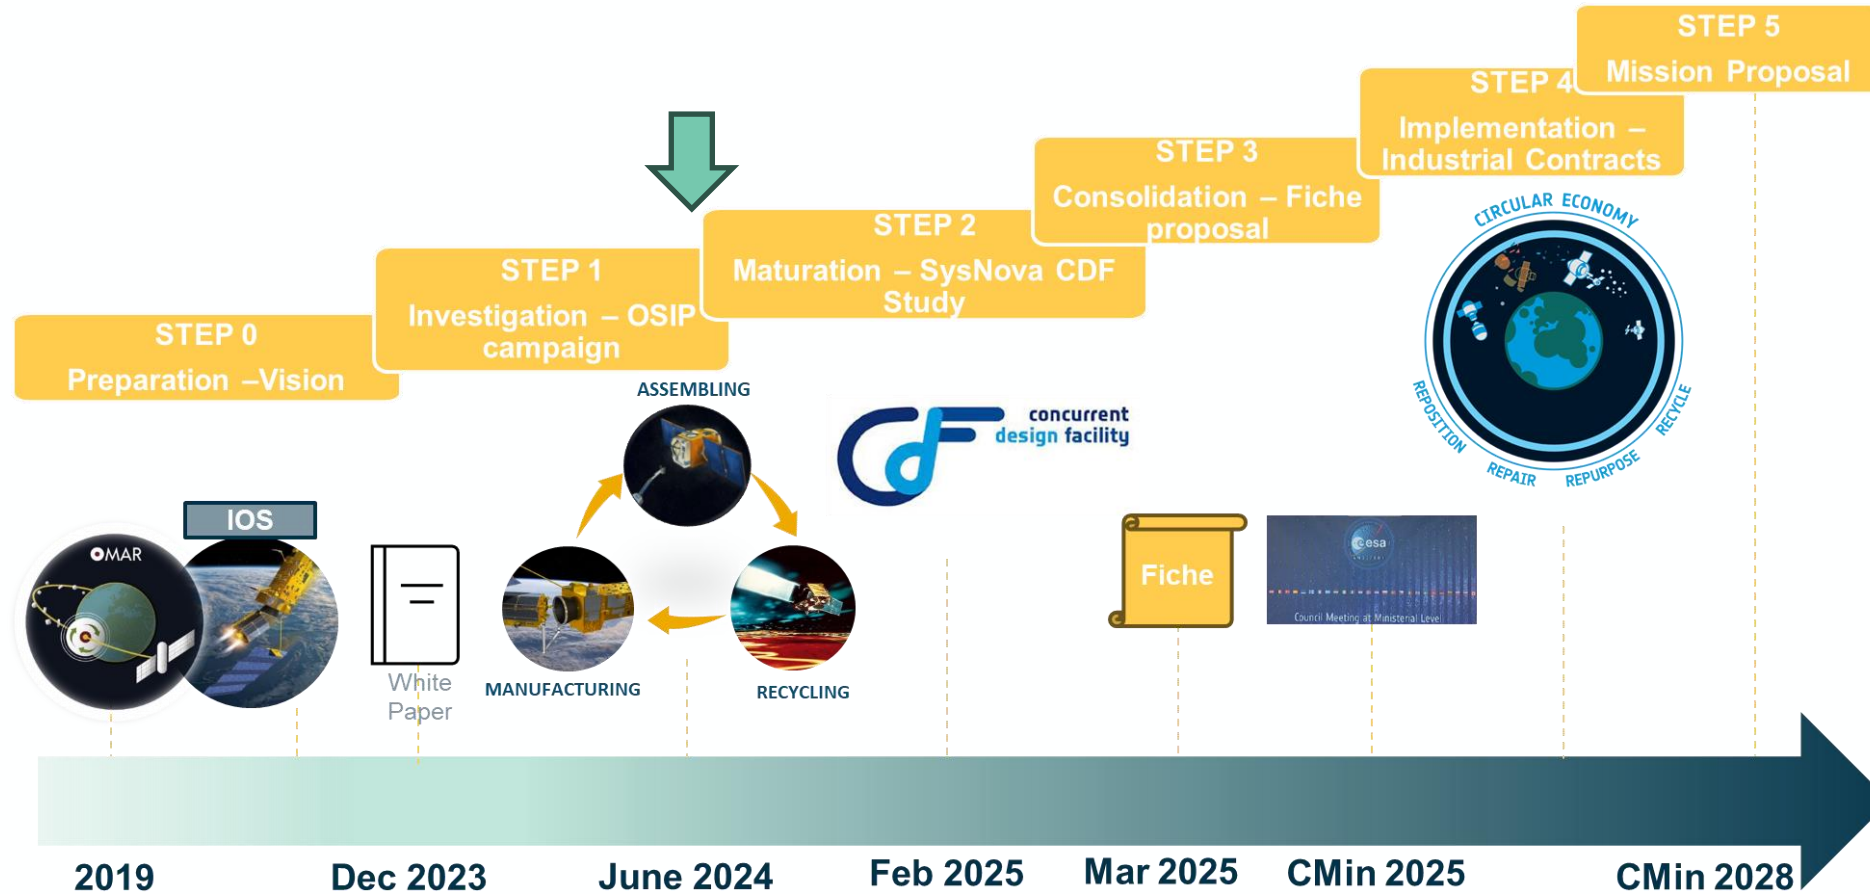 STEP 5
Mission Proposal
STEP 4
Implementation –
Industrial Contracts
STEP 3
Consolidation – Fiche
proposal
STEP 2
Maturation – SysNova CDF
Study
STEP 1
Investigation – OSIP
campaign
STEP 0
Preparation –Vision
CIRCULAR ECONOMY
REPOSITION
REPAIR
REPURPOSE
RECYCLE
ASSEMBLING
MANUFACTURING
RECYCLING
CDF
concurrent
design facility
IOS
OMAR
White
Paper
Fiche
esa
Council Meeting at Ministerial Level
2019
Dec 2023
June 2024
Feb 2025
Mar 2025
CMin 2025
CMin 2028